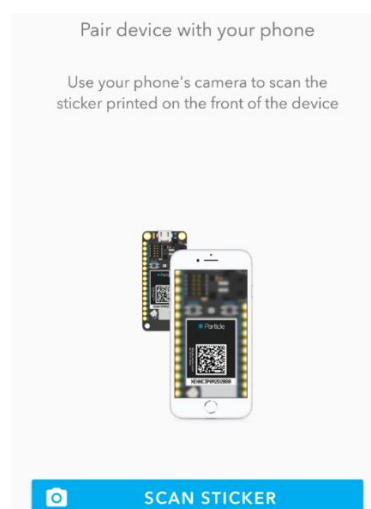 Pair device with your phone
Use your phone's camera to scan the
sticker printed on the front of the device
Particle
SCAN STICKER